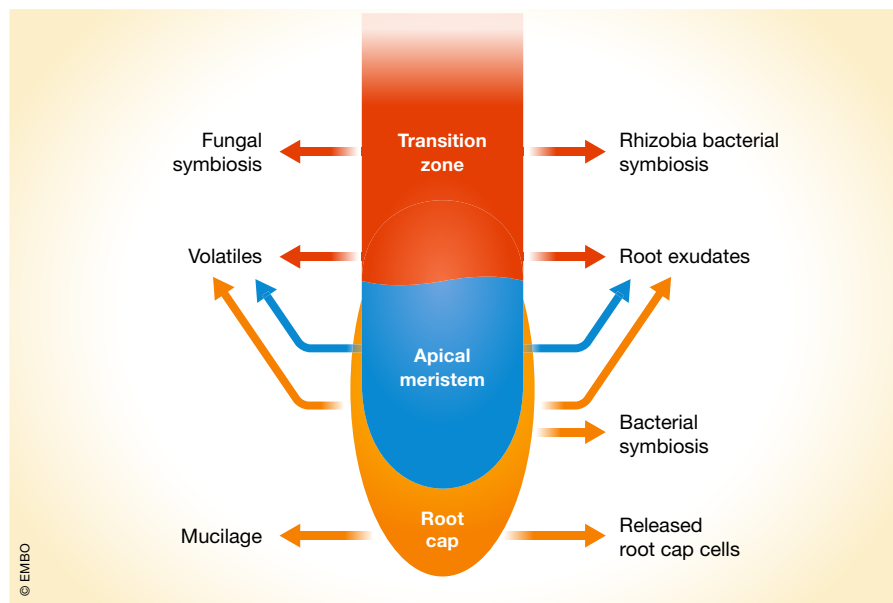 Fungal
symbiosis
Transition
zone
Rhizobia bacterial
symbiosis
Volatiles
Root exudates
Apical
meristem
Bacterial
symbiosis
Mucilage
Root
cap
Released
root cap cells
© EMBO